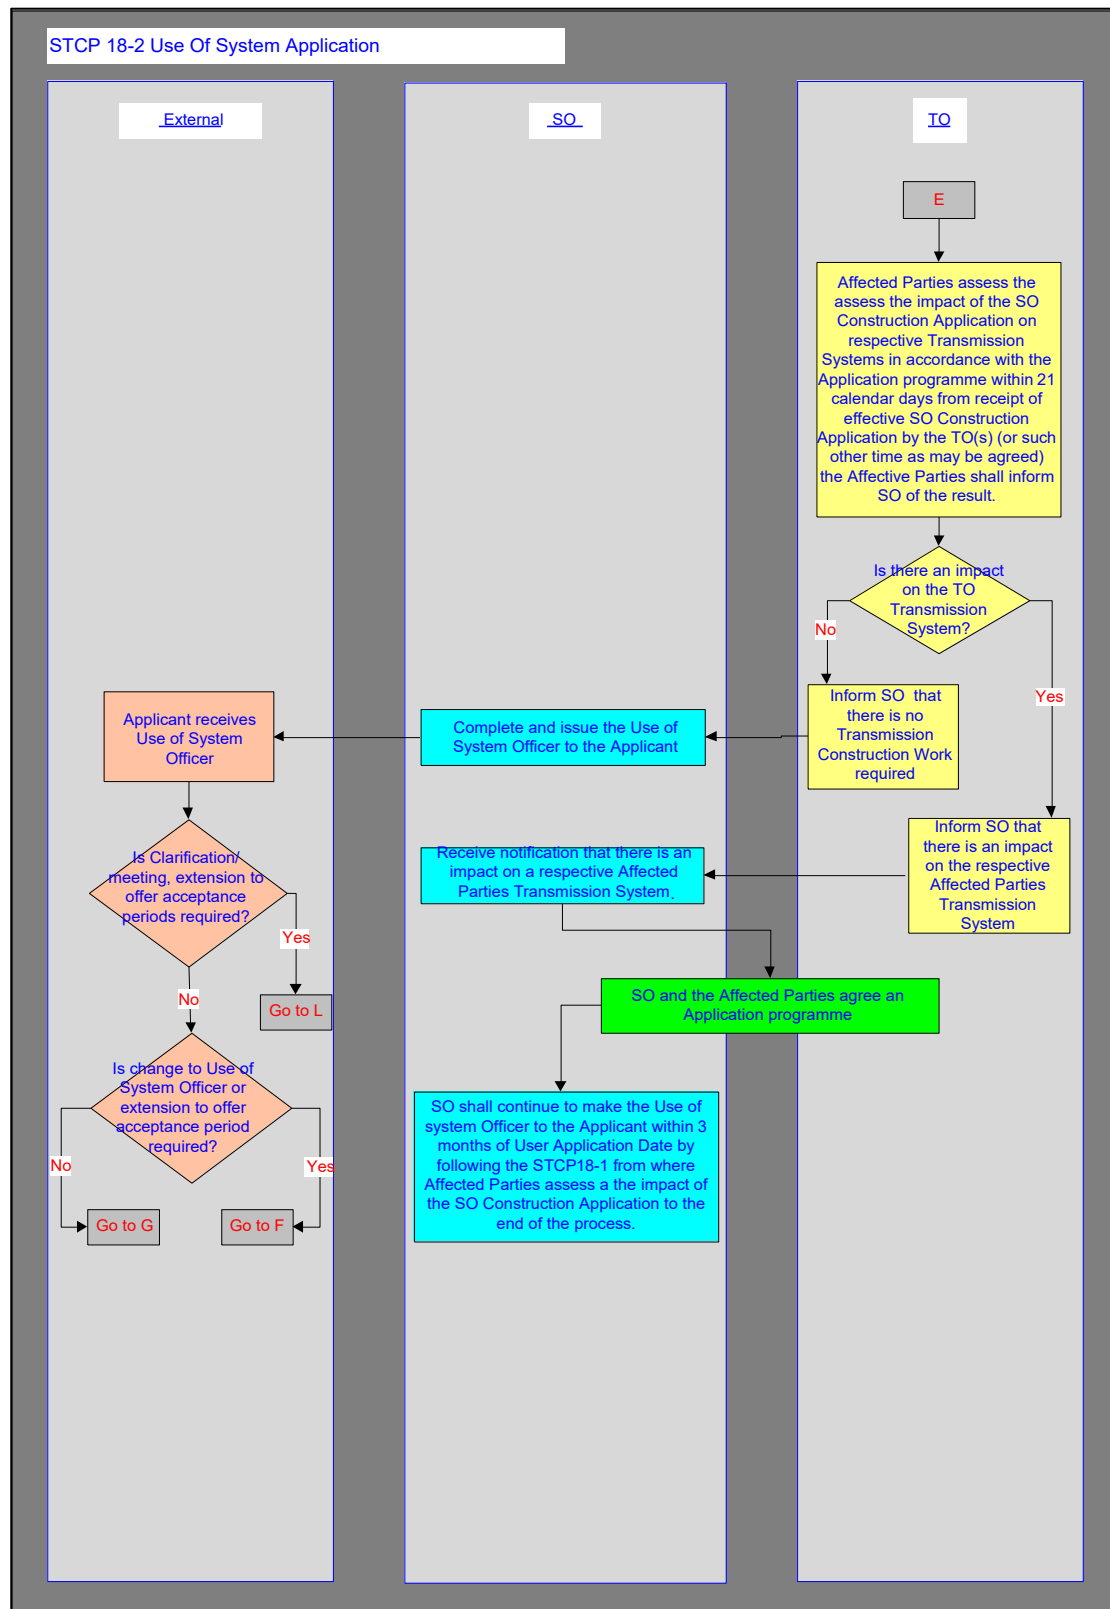 STCP 18-2 Use Of System Application
External
SO
TO
E
Affected Parties assess the
assess the impact of the SO
Construction Application on
respective Transmission
Systems in accordance with the
Application programme within 21
calendar days from receipt of
effective SO Construction
Application by the TO(s) (or such
other time as may be agreed)
the Affective Parties shall inform
SO of the result.
Is there an impact
on the TO
Transmission
System?
No
Yes
Inform SO that
there is no
Transmission
Construction Work
required
Complete and issue the Use of
System Officer to the Applicant
Applicant receives
Use of System
Officer
Inform SO that
there is an impact
on the respective
Affected Parties
Transmission
System
Receive notification that there is an
impact on a respective Affected
Parties Transmission System.
Is Clarification/
meeting, extension to
offer acceptance
periods required?
Yes
No
Go to L
SO and the Affected Parties agree an
Application programme
Is change to Use of
System Officer or
extension to offer
acceptance period
required?
No
Yes
Go to G
Go to F
SO shall continue to make the Use of
system Officer to the Applicant within 3
months of User Application Date by
following the STCP18-1 from where
Affected Parties assess a the impact of
the SO Construction Application to the
end of the process.